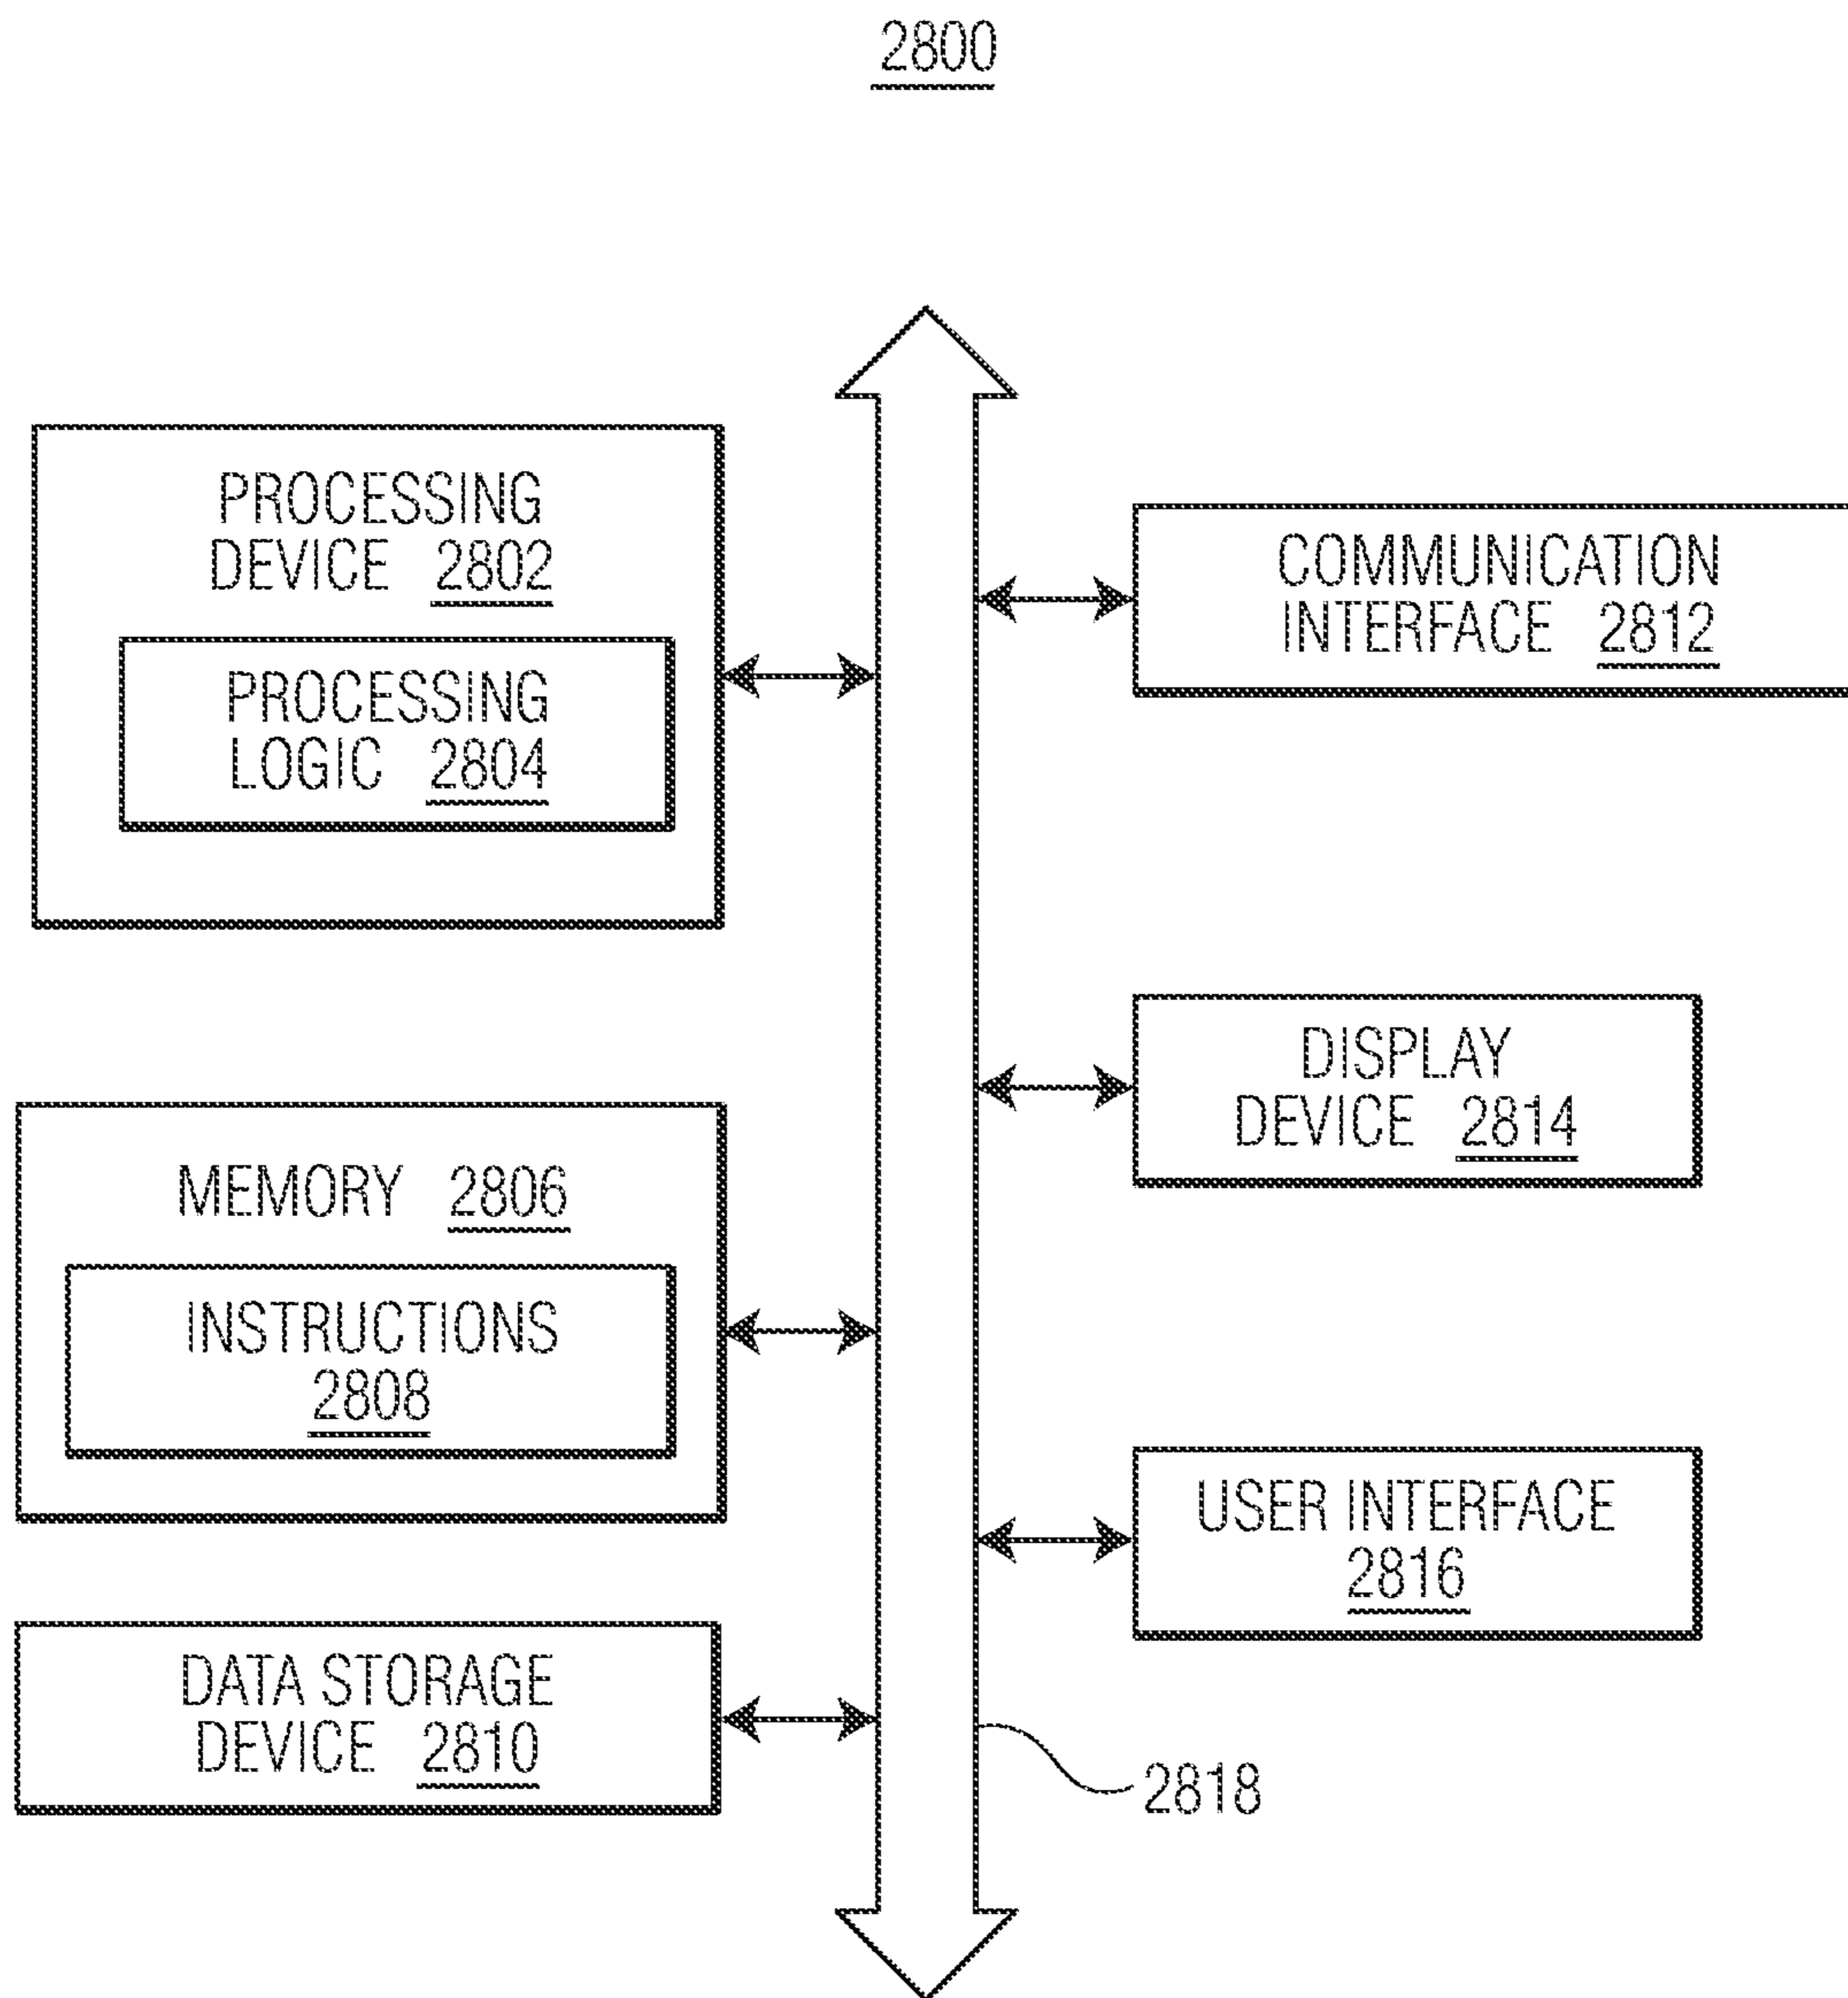 2800
PROCESSING
DEVICE 2802
PROCESSING
LOGIC 2804
MEMORY 2806
INSTRUCTIONS
2808
DATA STORAGE
DEVICE 2810
COMMUNICATION
INTERFACE 2812
DISPLAY
DEVICE 2814
USER INTERFACE
2816
2818